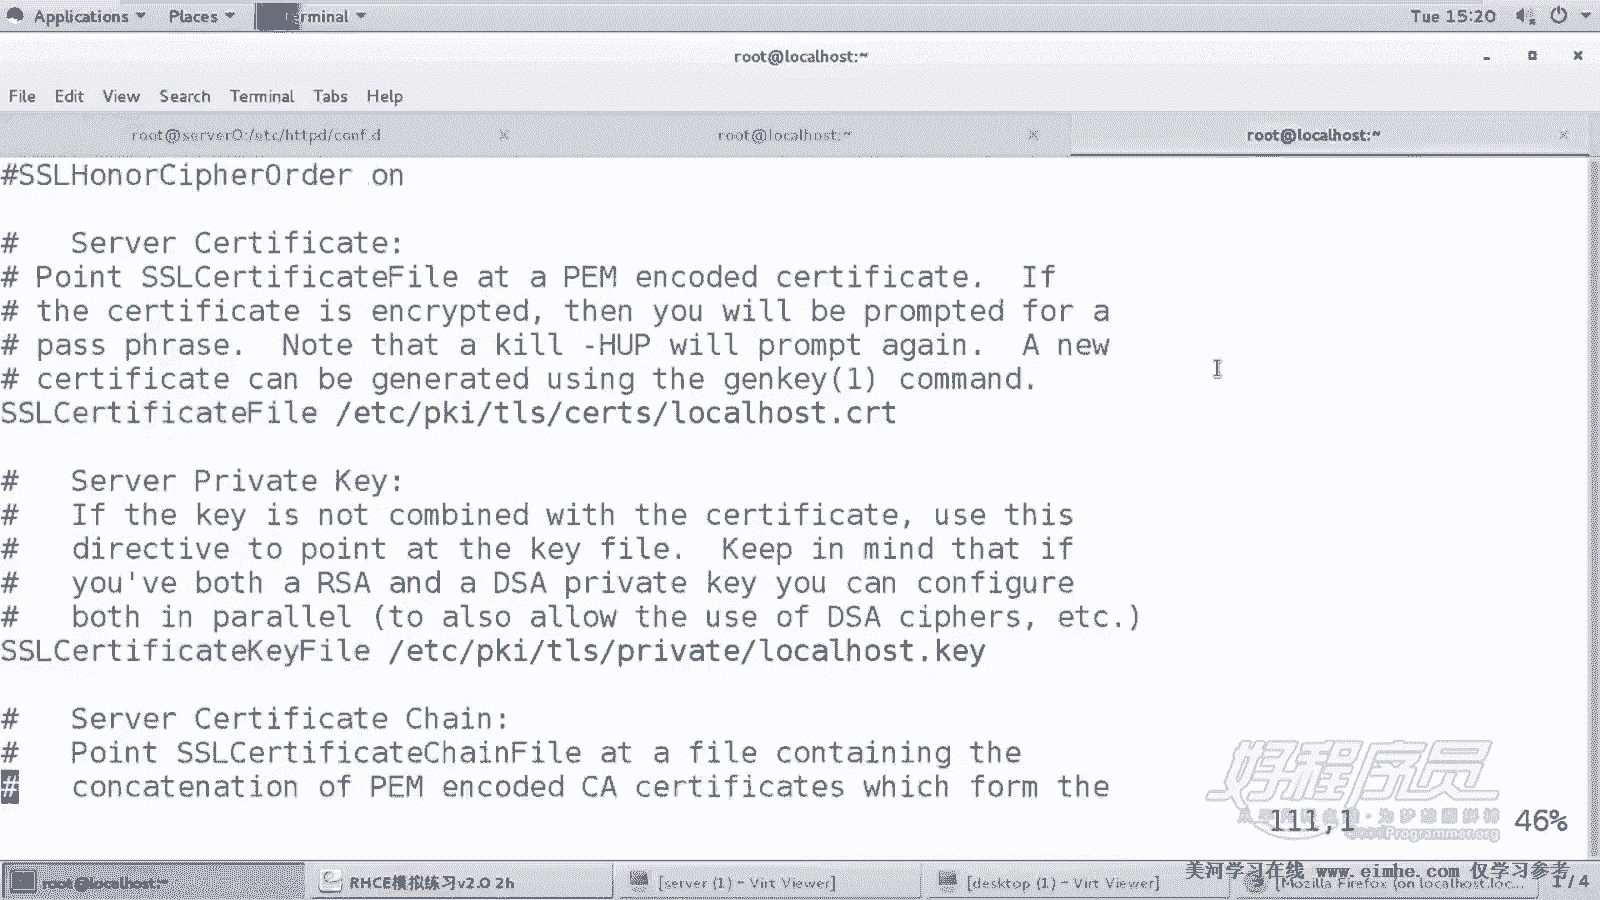 Applications Places Terminal Tue 15:20
root@localhost:~
File Edit View Search Terminal Tabs Help
root@server0:/etc/httpd/conf.d root@localhost:~ root@localhost:~
#SSLHonorCipherOrder on
#   Server Certificate:
# Point SSLCertificateFile at a PEM encoded certificate.  If
# the certificate is encrypted, then you will be prompted for a
# pass phrase.  Note that a kill -HUP will prompt again.  A new
# certificate can be generated using the genkey(1) command.
SSLCertificateFile /etc/pki/tls/certs/localhost.crt
#   Server Private Key:
#   If the key is not combined with the certificate, use this
#   directive to point at the key file.  Keep in mind that if
#   you've both a RSA and a DSA private key you can configure
#   both in parallel (to also allow the use of DSA ciphers, etc.)
SSLCertificateKeyFile /etc/pki/tls/private/localhost.key
#   Server Certificate Chain:
#   Point SSLCertificateChainFile at a file containing the
#   concatenation of PEM encoded CA certificates which form the
好程序员
111,1 46%
GoodProgrammer.org
美河学习在线 www.eimhe.com 仅学习参考
root@localhost:~ RHCE模拟练习v2.0 2h [server (1) - Virt Viewer] [desktop (1) - Virt Viewer] [Mozilla Firefox (on localhost.loc... 1 / 4